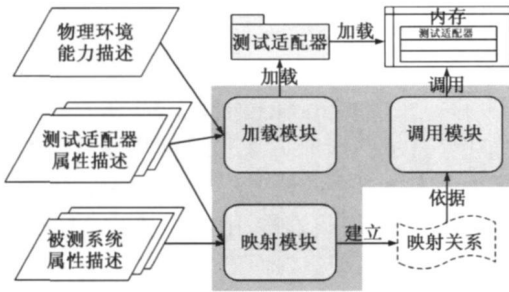 物理环境
能力描述
测试适配器
加载
内存
测试适配器
加载
调用
测试适配器
属性描述
加载模块
调用模块
依据
被测系统
属性描述
映射模块
建立
映射关系